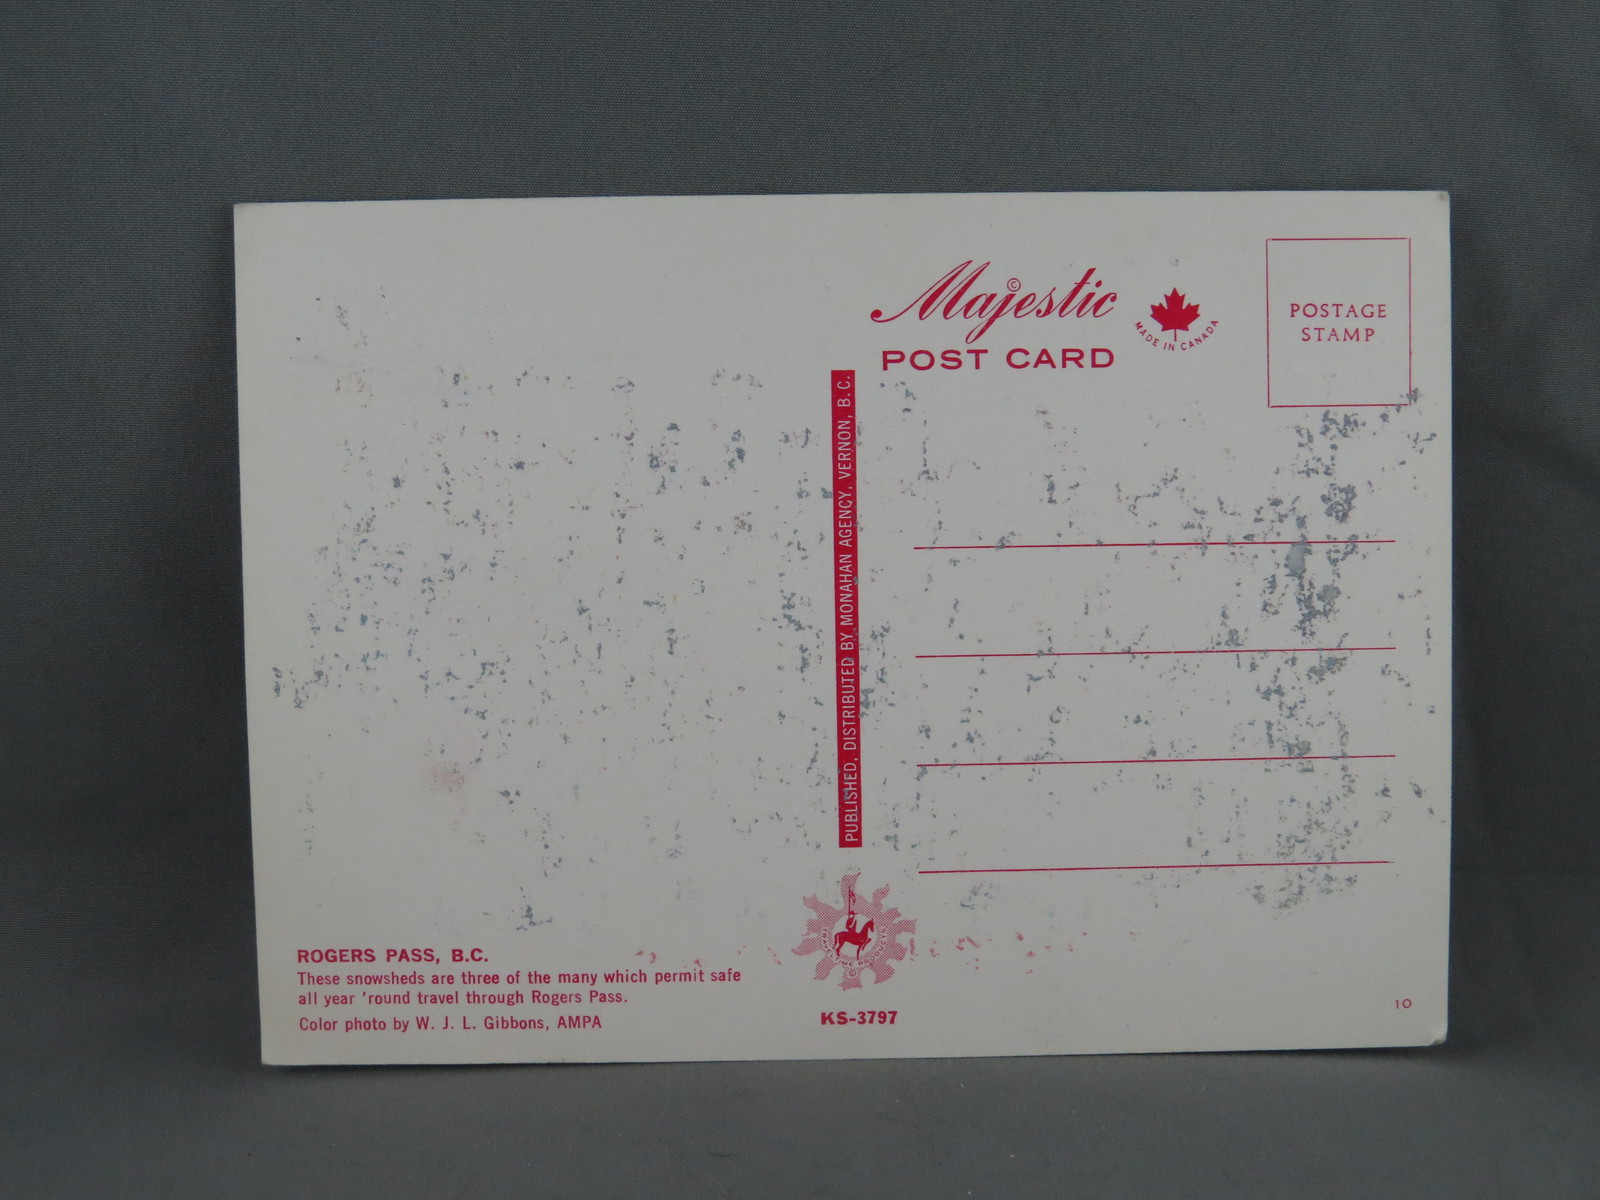 Majestic ©
POST CARD
MADE IN CANADA
POSTAGE
STAMP
PUBLISHED, DISTRIBUTED BY MONAHAN AGENCY, VERNON, B.C.
ROGERS PASS, B.C.
These snowsheds are three of the many which permit safe
all year 'round travel through Rogers Pass.
Color photo by W. J. L. Gibbons, AMPA
KS-3797
10